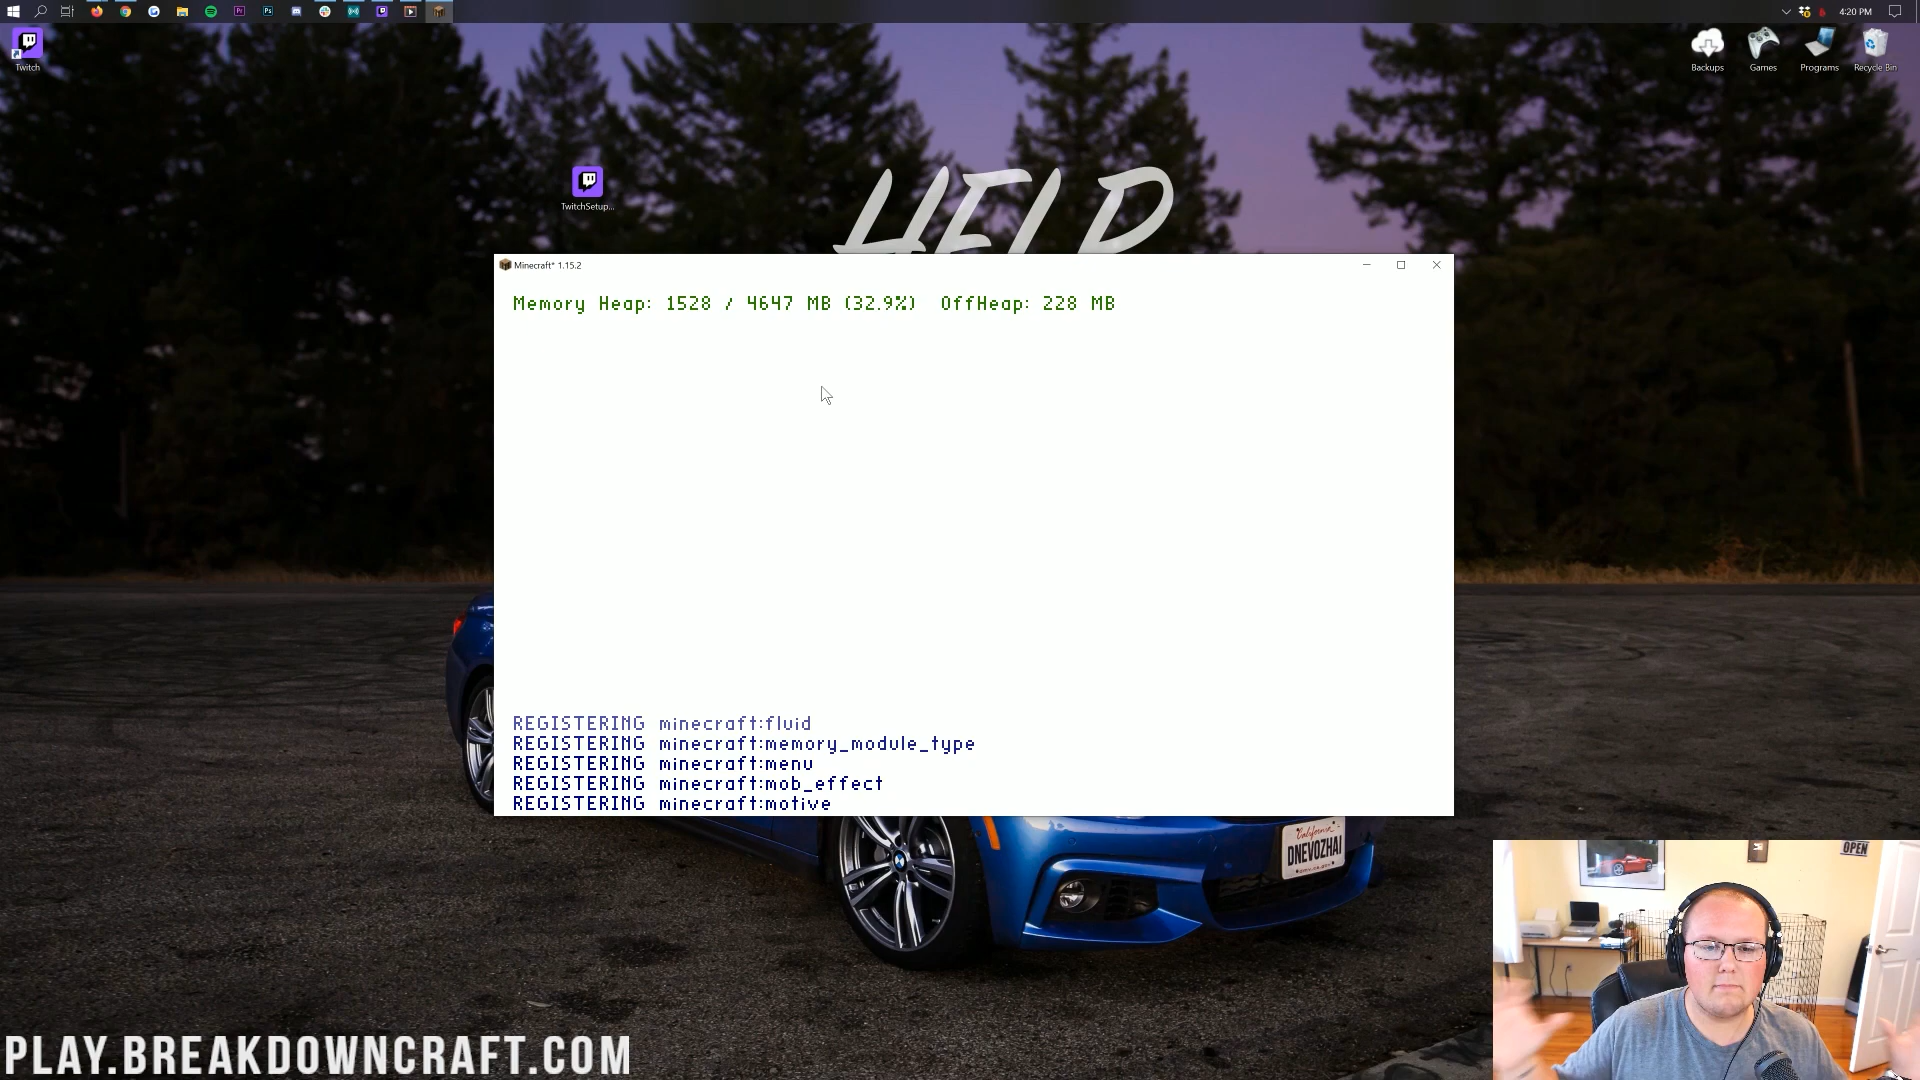 4:20 PM
Twitch
Backups
Games
Programs
Recycle Bin
TwitchSetup...
HELP
Minecraft* 1.15.2
Memory Heap: 1528 / 4647 MB (32.9%) OffHeap: 228 MB
REGISTERING minecraft:fluid
REGISTERING minecraft:memory_module_type
REGISTERING minecraft:menu
REGISTERING minecraft:mob_effect
REGISTERING minecraft:motive
California
DNEVOZHAI
OPEN
PLAY.BREAKDOWNCRAFT.COM